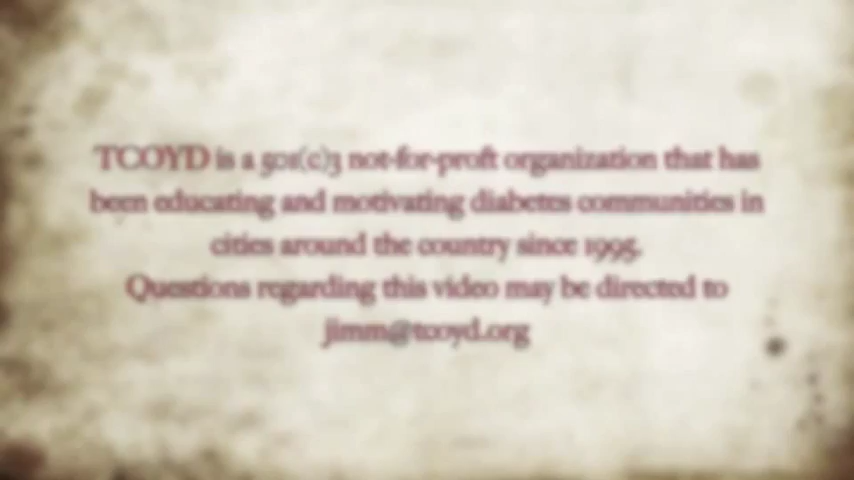 TCOYD is a 501(c)3 not-for-proft organization that has
been educating and motivating diabetes communities in
cities around the country since 1995.
Questions regarding this video may be directed to
jimm@tcoyd.org